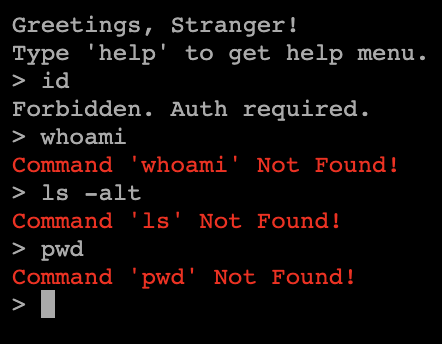 Greetings, Stranger!
Type 'help' to get help menu.
> id
Forbidden. Auth required.
> whoami
Command 'whoami' Not Found!
> ls -alt
Command 'ls' Not Found!
> pwd
Command 'pwd' Not Found!
>